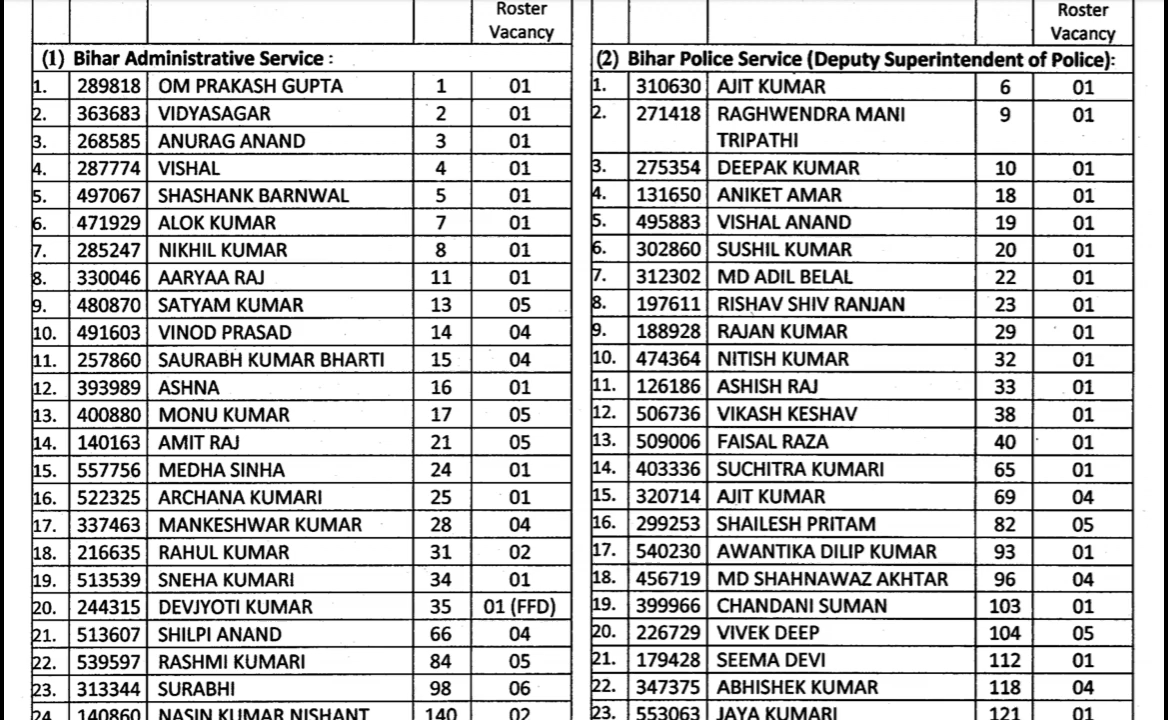 Roster
Vacancy
(1) Bihar Administrative Service :
1. 289818 OM PRAKASH GUPTA 1 01
2. 363683 VIDYASAGAR 2 01
3. 268585 ANURAG ANAND 3 01
4. 287774 VISHAL 4 01
5. 497067 SHASHANK BARNWAL 5 01
6. 471929 ALOK KUMAR 7 01
7. 285247 NIKHIL KUMAR 8 01
8. 330046 AARYAA RAJ 11 01
9. 480870 SATYAM KUMAR 13 05
10. 491603 VINOD PRASAD 14 04
11. 257860 SAURABH KUMAR BHARTI 15 04
12. 393989 ASHNA 16 01
13. 400880 MONU KUMAR 17 05
14. 140163 AMIT RAJ 21 05
15. 557756 MEDHA SINHA 24 01
16. 522325 ARCHANA KUMARI 25 01
17. 337463 MANKESHWAR KUMAR 28 04
18. 216635 RAHUL KUMAR 31 02
19. 513539 SNEHA KUMARI 34 01
20. 244315 DEVJYOTI KUMAR 35 01 (FFD)
21. 513607 SHILPI ANAND 66 04
22. 539597 RASHMI KUMARI 84 05
23. 313344 SURABHI 98 06
24. 140860 NASIN KUMAR NISHANT 140 02
Roster
Vacancy
(2) Bihar Police Service (Deputy Superintendent of Police):
1. 310630 AJIT KUMAR 6 01
2. 271418 RAGHWENDRA MANI 9 01
TRIPATHI
3. 275354 DEEPAK KUMAR 10 01
4. 131650 ANIKET AMAR 18 01
5. 495883 VISHAL ANAND 19 01
6. 302860 SUSHIL KUMAR 20 01
7. 312302 MD ADIL BELAL 22 01
8. 197611 RISHAV SHIV RANJAN 23 01
9. 188928 RAJAN KUMAR 29 01
10. 474364 NITISH KUMAR 32 01
11. 126186 ASHISH RAJ 33 01
12. 506736 VIKASH KESHAV 38 01
13. 509006 FAISAL RAZA 40 01
14. 403336 SUCHITRA KUMARI 65 01
15. 320714 AJIT KUMAR 69 04
16. 299253 SHAILESH PRITAM 82 05
17. 540230 AWANTIKA DILIP KUMAR 93 01
18. 456719 MD SHAHNAWAZ AKHTAR 96 04
19. 399966 CHANDANI SUMAN 103 01
20. 226729 VIVEK DEEP 104 05
21. 179428 SEEMA DEVI 112 01
22. 347375 ABHISHEK KUMAR 118 04
23. 553063 JAYA KUMARI 121 01